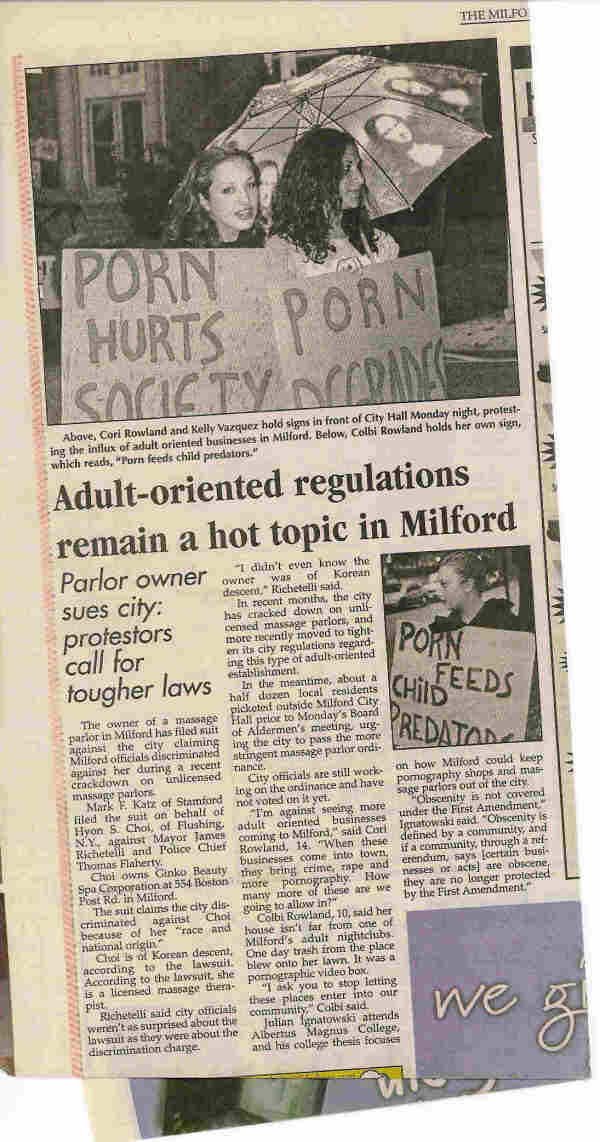 THE MILFO
PORN
HURTS
SOCIETY
PORN
DEGRADES
Above, Cori Rowland and Kelly Vazquez hold signs in front of City Hall Monday night, protest-
ing the influx of adult oriented businesses in Milford. Below, Colbi Rowland holds her own sign,
which reads, "Porn feeds child predators."
Adult-oriented regulations
remain a hot topic in Milford
Parlor owner
sues city:
protestors
call for
tougher laws
The owner of a massage
parlor in Milford has filed suit
against the city claiming
Milford officials discriminated
against her during a recent
crackdown on unlicensed
massage parlors.
Mark F. Katz of Stamford
filed the suit on behalf of
Hyon S. Choi, of Flushing,
N.Y., against Mayor James
Richetelli and Police Chief
Thomas Flaherty.
Choi owns Ginko Beauty
Spa Corporation at 554 Boston
Post Rd. in Milford.
The suit claims the city dis-
criminated against Choi
because of her "race and
national origin."
Choi is of Korean descent,
according to the lawsuit.
According to the lawsuit, she
is a licensed massage thera-
pist.
Richetelli said city officials
weren't as surprised about the
lawsuit as they were about the
discrimination charge.
"I didn't even know the
owner was of Korean
descent," Richetelli said.
In recent months, the city
has cracked down on unli-
censed massage parlors, and
more recently moved to tight-
en its city regulations regard-
ing this type of adult-oriented
establishment.
In the meantime, about a
half dozen local residents
picketed outside Milford City
Hall prior to Monday's Board
of Aldermen's meeting, urg-
ing the city to pass the more
stringent massage parlor ordi-
nance.
City officials are still work-
ing on the ordinance and have
not voted on it yet.
"I'm against seeing more
adult oriented businesses
coming to Milford," said Cori
Rowland, 14. "When these
businesses come into town,
they bring crime, rape and
more pornography. How
many more of these are we
going to allow in?"
Colbi Rowland, 10, said her
house isn't far from one of
Milford's adult nightclubs.
One day trash from the place
blew onto her lawn. It was a
pornographic video box.
"I ask you to stop letting
these places enter into our
community," Colbi said.
Julian Ignatowski attends
Albertus Magnus College,
and his college thesis focuses
PORN
FEEDS
CHILD
PREDATORS
on how Milford could keep
pornography shops and mas-
sage parlors out of the city.
"Obscenity is not covered
under the First Amendment,"
Ignatowski said. "Obscenity is
defined by a community, and
if a community, through a ref-
erendum, says [certain busi-
nesses or acts] are obscene,
they are no longer protected
by the First Amendment."
we gi